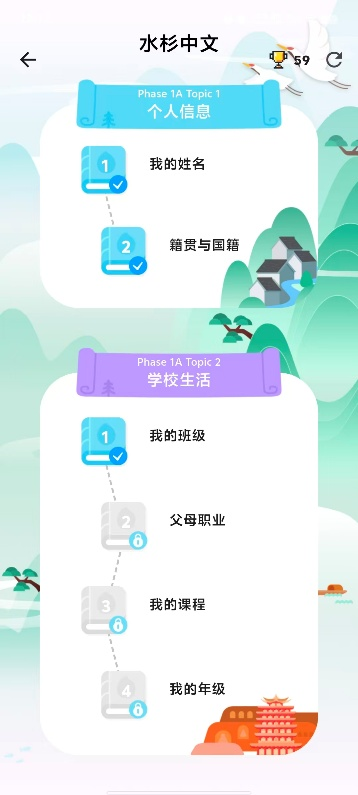 水杉中文
59
Phase 1A Topic 1
个人信息
1
我的姓名
2
籍贯与国籍
Phase 1A Topic 2
学校生活
1
我的班级
2
父母职业
3
我的课程
4
我的年级